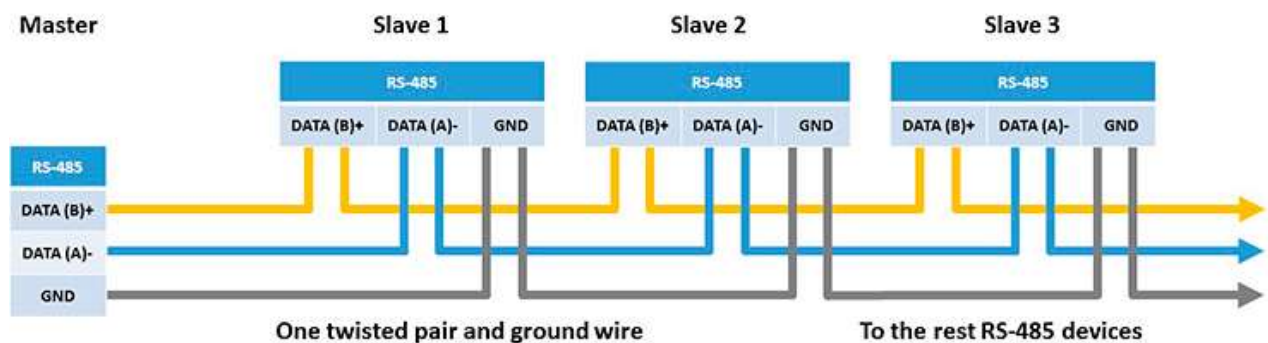 Master
Slave 1
Slave 2
Slave 3
RS-485
RS-485
RS-485
DATA (B)+ DATA (A)- GND
DATA (B)+ DATA (A)- GND
DATA (B)+ DATA (A)- GND
RS-485
DATA (B)+
DATA (A)-
GND
One twisted pair and ground wire
To the rest RS-485 devices